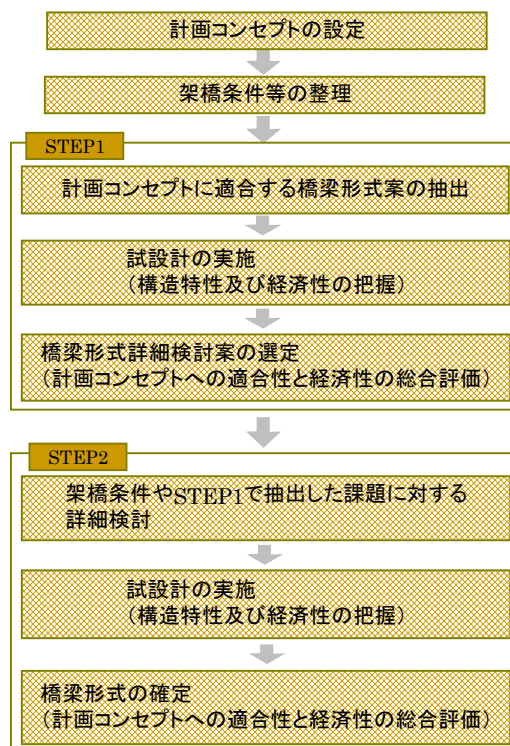 計画コンセプトの設定
架橋条件等の整理
STEP1
計画コンセプトに適合する橋梁形式案の抽出
試設計の実施
（構造特性及び経済性の把握）
橋梁形式詳細検討案の選定
（計画コンセプトへの適合性と経済性の総合評価）
STEP2
架橋条件やSTEP1で抽出した課題に対する
詳細検討
試設計の実施
（構造特性及び経済性の把握）
橋梁形式の確定
（計画コンセプトへの適合性と経済性の総合評価）